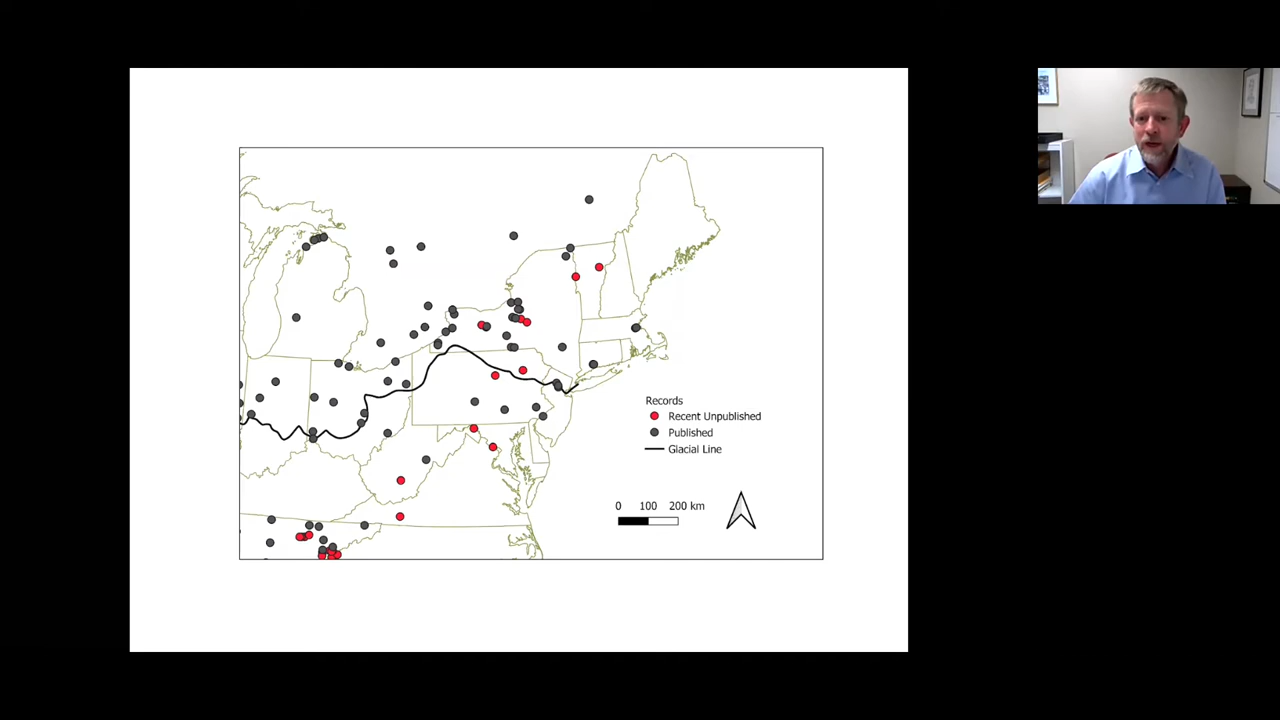 Records
Recent Unpublished
Published
Glacial Line
0 100 200 km